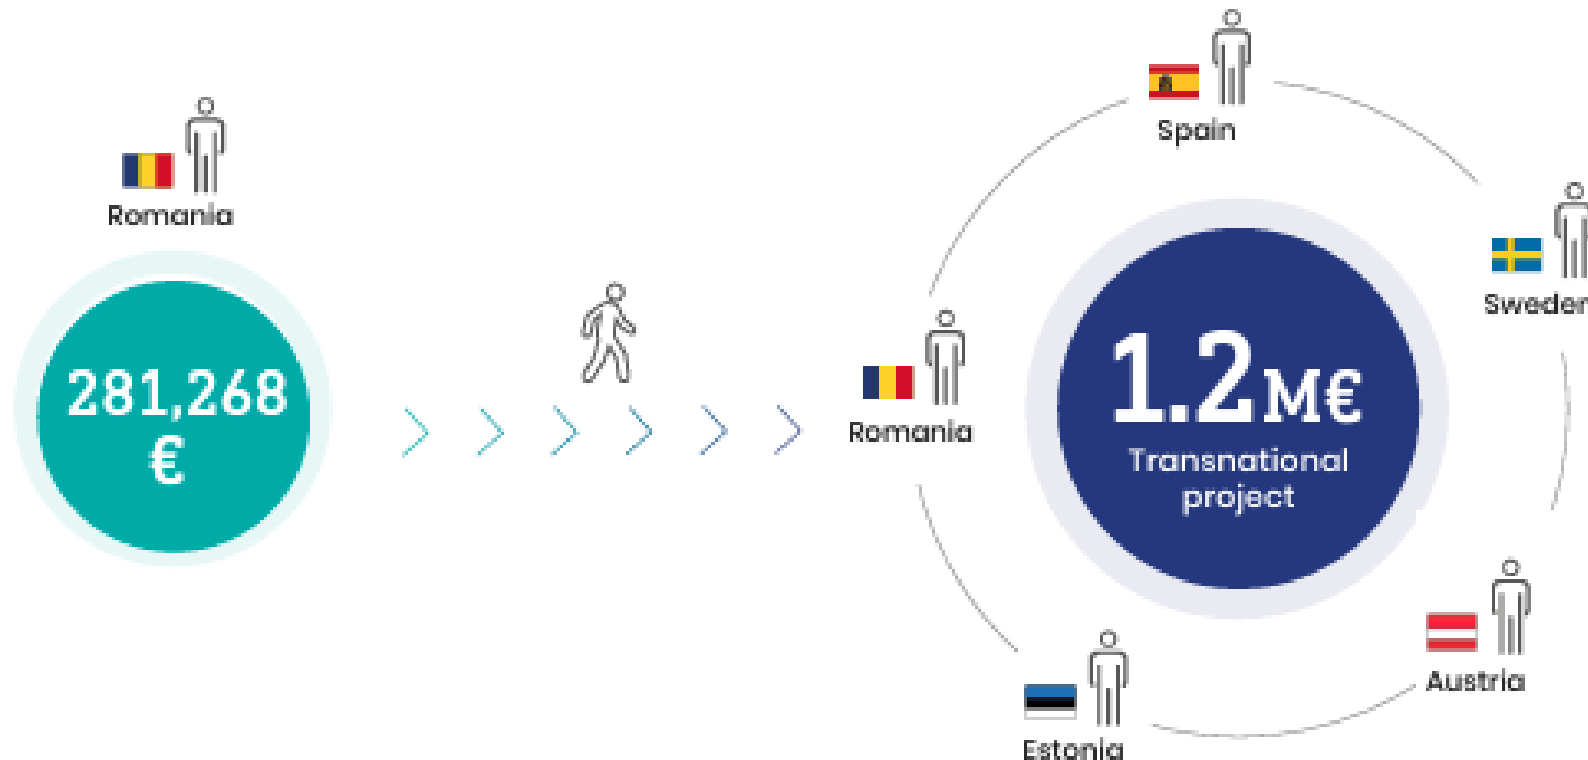 Romania
281,268
€
Romania
Spain
Sweden
1.2M€
Transnational
project
Austria
Estonia